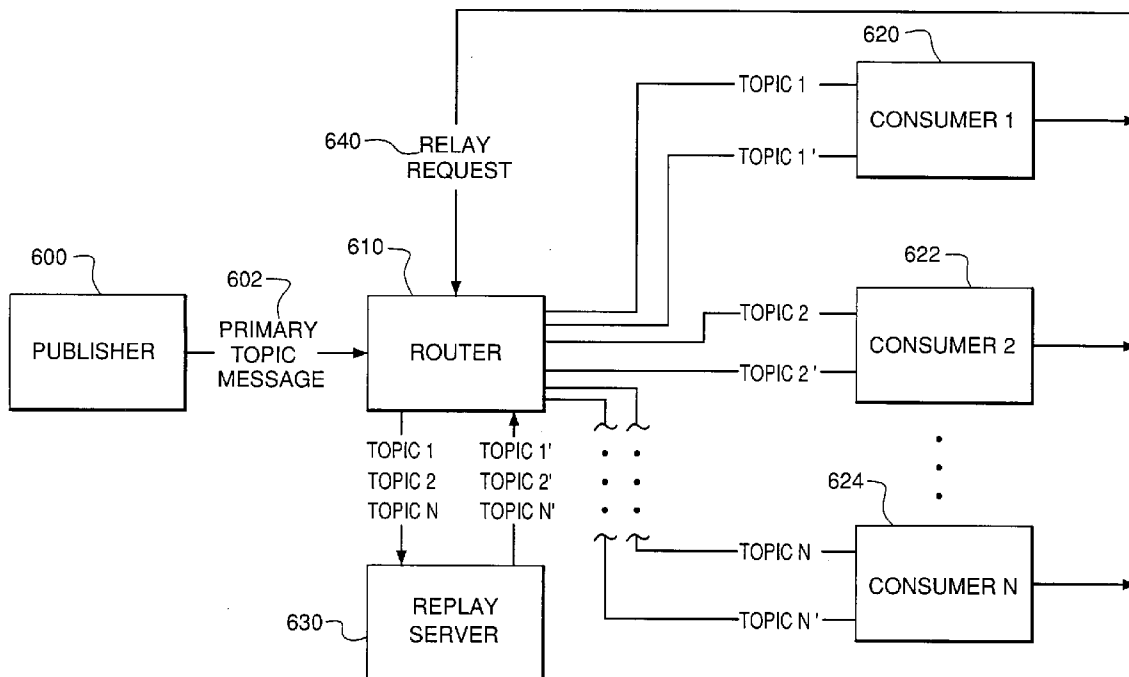 620
TOPIC 1
CONSUMER 1
640
RELAY
REQUEST
TOPIC 1'
600
602
610
622
PRIMARY
TOPIC
MESSAGE
PUBLISHER
ROUTER
TOPIC 2
CONSUMER 2
TOPIC 2'
TOPIC 1
TOPIC 2
TOPIC N
TOPIC 1'
TOPIC 2'
TOPIC N'
624
TOPIC N
CONSUMER N
TOPIC N'
630
REPLAY
SERVER